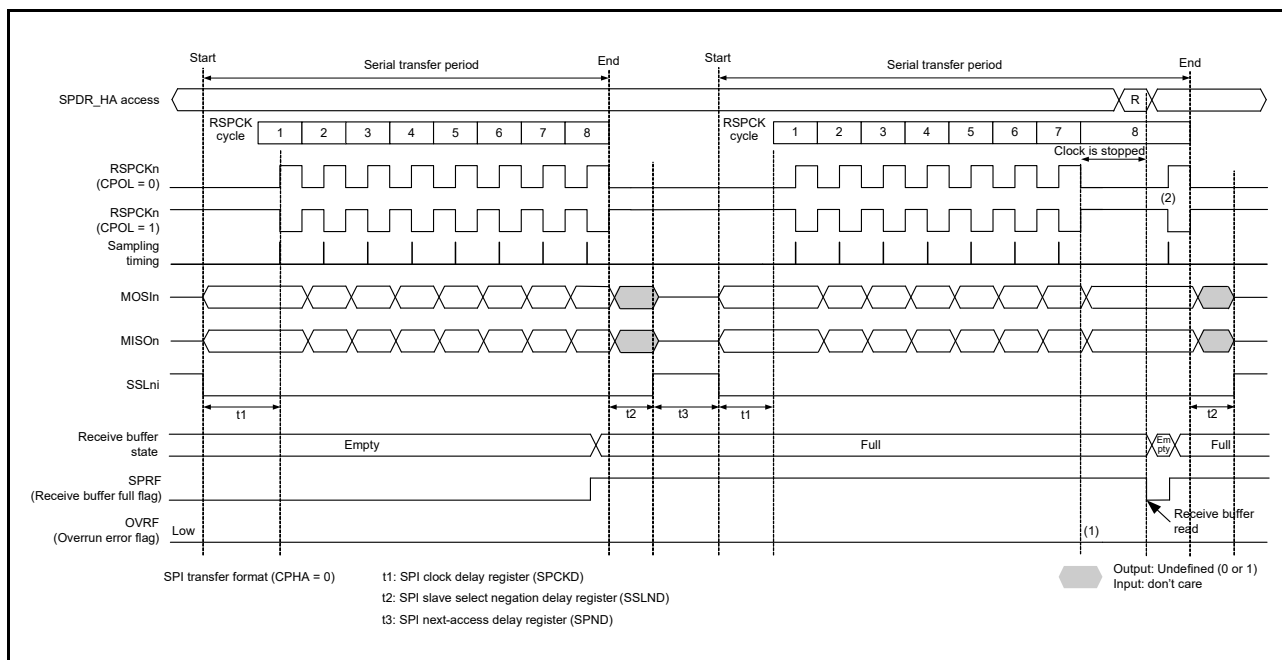 Start
Serial transfer period
End
Start
Serial transfer period
End
SPDR_HA access
R
RSPCK
cycle
1 2 3 4 5 6 7 8
RSPCK
cycle
1 2 3 4 5 6 7 8
Clock is stopped
RSPCKn
(CPOL = 0)
(2)
RSPCKn
(CPOL = 1)
Sampling
timing
MOSIn
MISOn
SSLni
t1
t2
t3
t1
t2
Receive buffer
state
Empty
Full
Em
pty
Full
SPRF
(Receive buffer full flag)
Receive buffer
read
OVRF
(Overrun error flag)
Low
(1)
SPI transfer format (CPHA = 0)
t1: SPI clock delay register (SPCKD)
t2: SPI slave select negation delay register (SSLND)
t3: SPI next-access delay register (SPND)
Output: Undefined (0 or 1)
Input: don't care